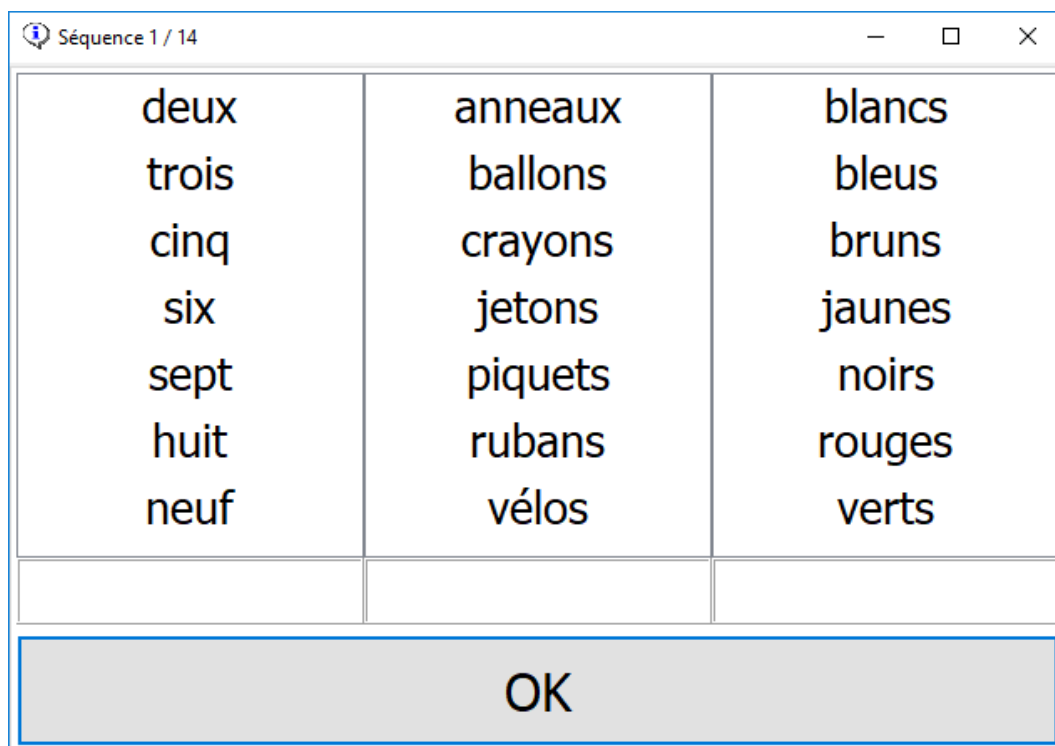 Séquence 1 / 14
deux anneaux blancs
trois ballons bleus
cinq crayons bruns
six jetons jaunes
sept piquets noirs
huit rubans rouges
neuf vélos verts
OK